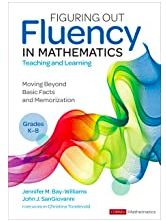 FIGURING OUT
Fluency
IN MATHEMATICS
Teaching and Learning
Moving Beyond
Basic Facts
and Memorization
Grades
K–8
Jennifer M. Bay-Williams
John J. SanGiovanni
CORWIN
Mathematics